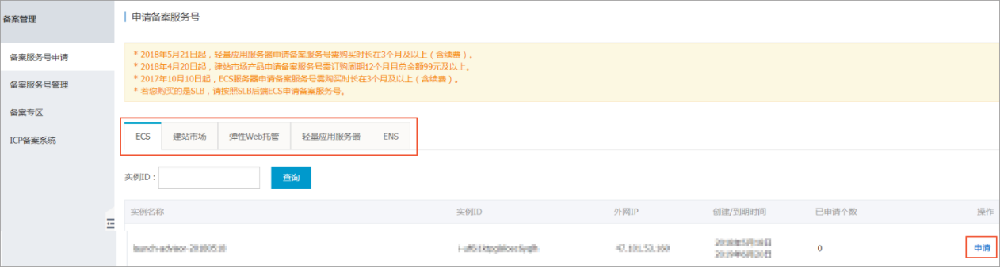 备案管理
申请备案服务号
备案服务号申请
备案服务号管理
备案专区
ICP备案系统
* 2018年5月21日起，轻量应用服务器申请备案服务号需购买时长在3个月及以上（含续费）。
* 2018年4月20日起，建站市场产品申请备案服务号需订购周期12个月且总金额99元及以上。
* 2017年10月10日起，ECS服务器申请备案服务号需购买时长在3个月及以上（含续费）。
* 若您购买的是SLB，请按照SLB后端ECS申请备案服务号。
ECS 建站市场 弹性Web托管 轻量应用服务器 ENS
实例ID： 查询
实例名称 实例ID 外网IP 创建/到期时间 已申请个数 操作
0 申请